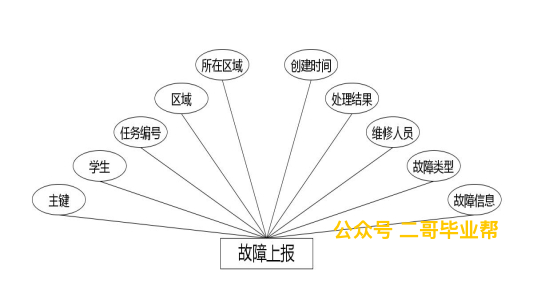 所在区域
创建时间
区域
处理结果
任务编号
维修人员
学生
故障类型
主键
故障信息
公众号 二哥毕业帮
故障上报